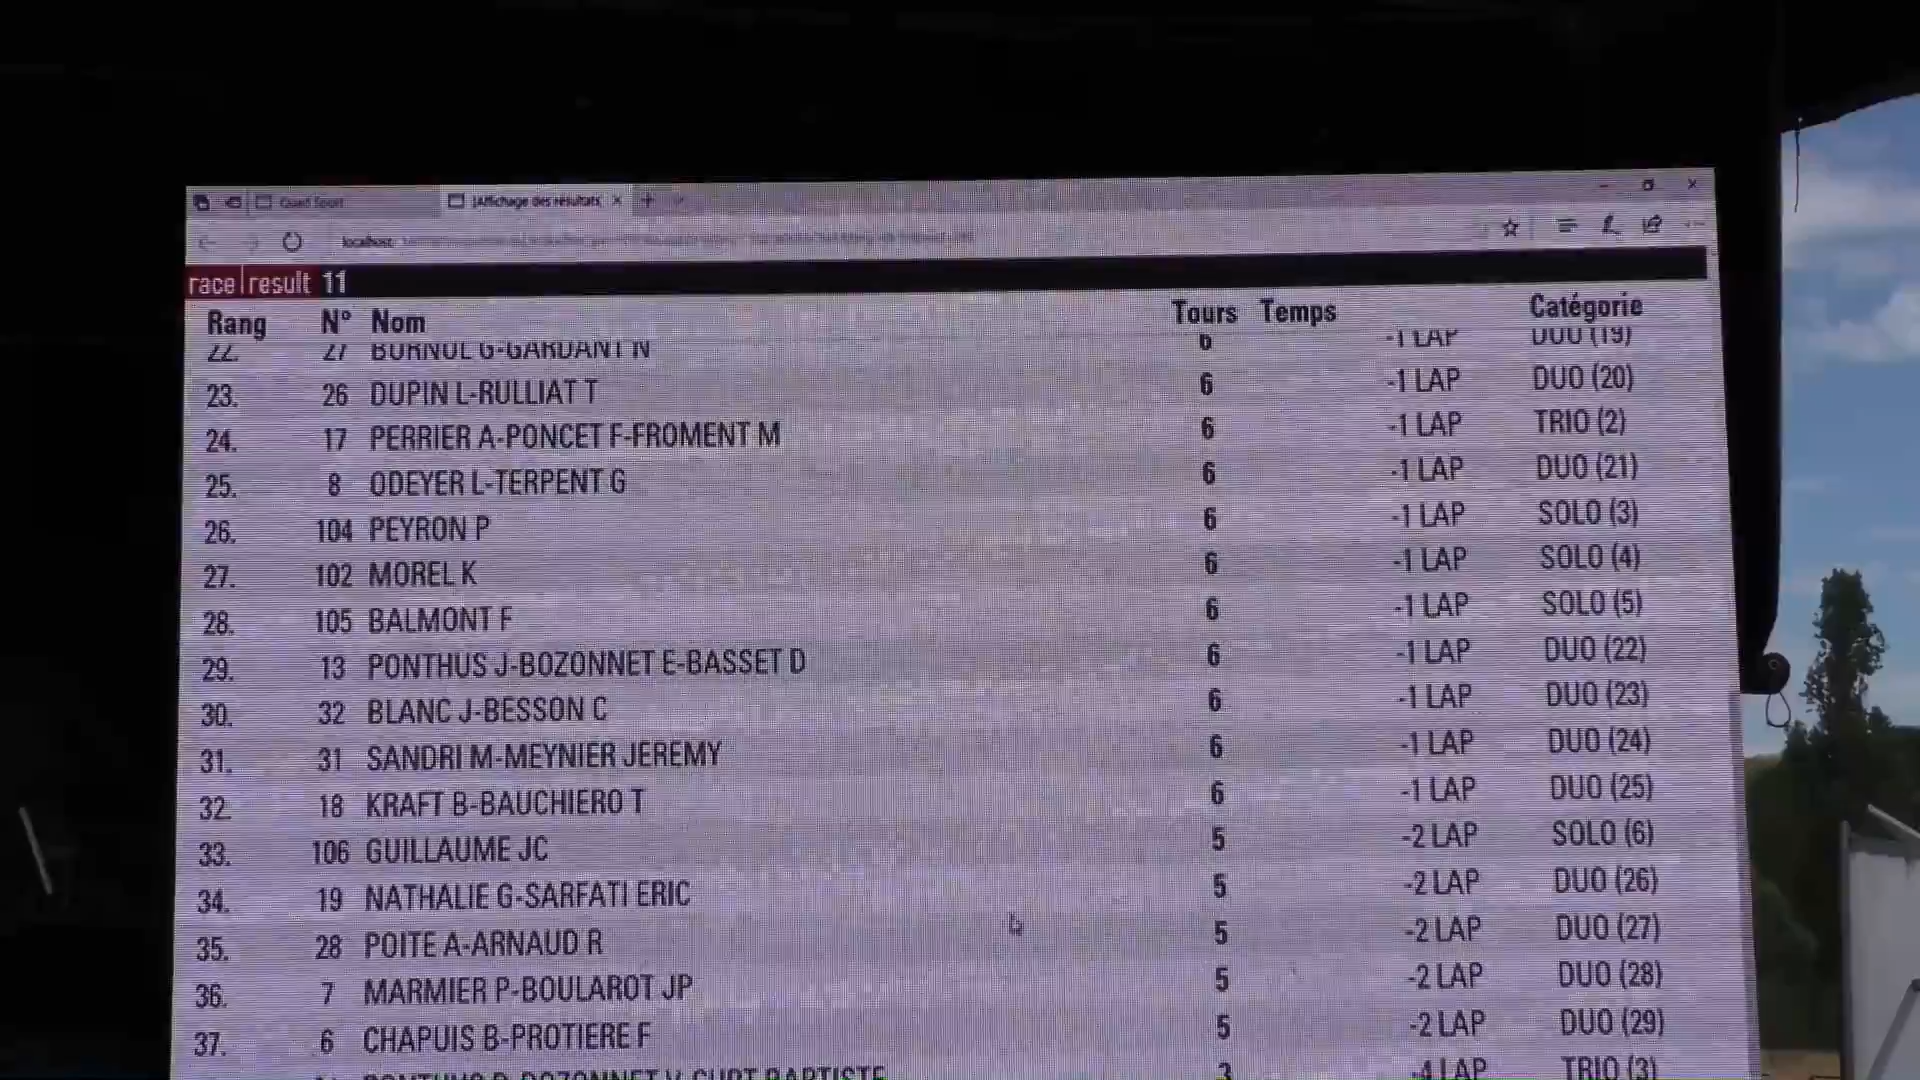 Quad Sport
[Affichage des résultats]
localhost
race|result 11
Rang N° Nom Tours Temps Catégorie
22. 27 BORNUL G-GARDANT N 6 -1 LAP DUO (19)
23. 26 DUPIN L-RULLIAT T 6 -1 LAP DUO (20)
24. 17 PERRIER A-PONCET F-FROMENT M 6 -1 LAP TRIO (2)
25. 8 ODEYER L-TERPENT G 6 -1 LAP DUO (21)
26. 104 PEYRON P 6 -1 LAP SOLO (3)
27. 102 MOREL K 6 -1 LAP SOLO (4)
28. 105 BALMONT F 6 -1 LAP SOLO (5)
29. 13 PONTHUS J-BOZONNET E-BASSET D 6 -1 LAP DUO (22)
30. 32 BLANC J-BESSON C 6 -1 LAP DUO (23)
31. 31 SANDRI M-MEYNIER JEREMY 6 -1 LAP DUO (24)
32. 18 KRAFT B-BAUCHIERO T 6 -1 LAP DUO (25)
33. 106 GUILLAUME JC 5 -2 LAP SOLO (6)
34. 19 NATHALIE G-SARFATI ERIC 5 -2 LAP DUO (26)
35. 28 POITE A-ARNAUD R 5 -2 LAP DUO (27)
36. 7 MARMIER P-BOULAROT JP 5 -2 LAP DUO (28)
37. 6 CHAPUIS B-PROTIERE F 5 -2 LAP DUO (29)
PONTHUS D-BOZONNET V-CURT BAPTISTE 3 -4 LAP TRIO (3)